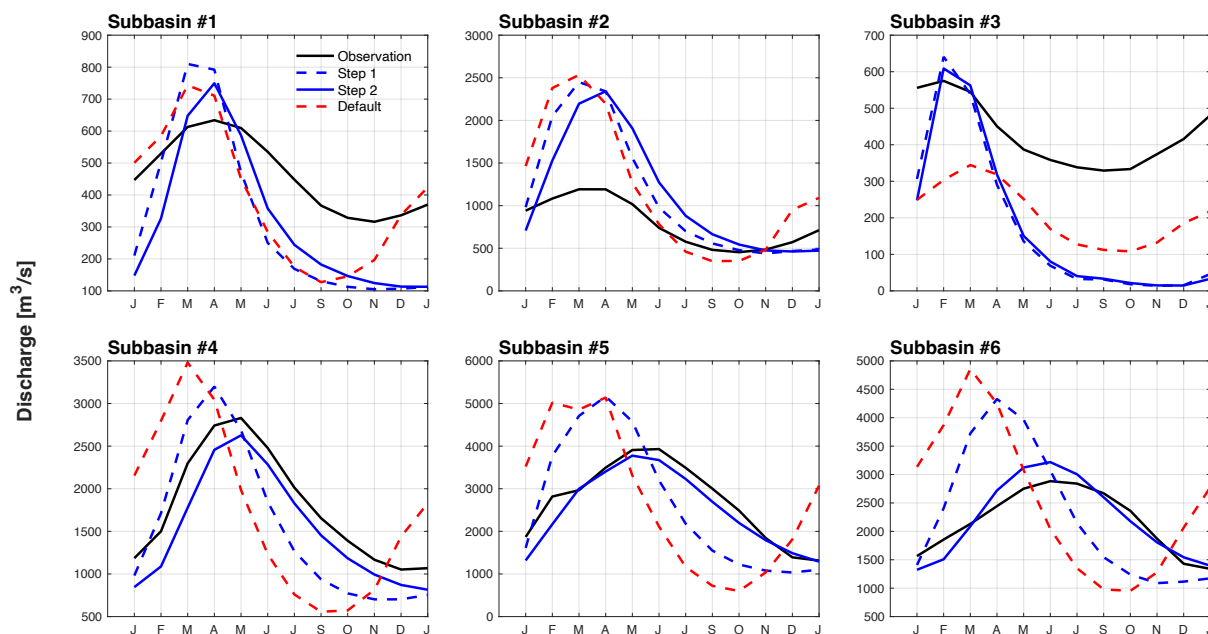 Subbasin #1
900
800
700
600
500
400
300
200
100
J F M A M J J S O N D J
Observation
Step 1
Step 2
Default
Subbasin #2
3000
2500
2000
1500
1000
500
0
J F M A M J J S O N D J
Subbasin #3
700
600
500
400
300
200
100
0
J F M A M J J S O N D J
Discharge [m³/s]
Subbasin #4
3500
3000
2500
2000
1500
1000
500
J F M A M J J S O N D J
Subbasin #5
6000
5000
4000
3000
2000
1000
0
J F M A M J J S O N D J
Subbasin #6
5000
4500
4000
3500
3000
2500
2000
1500
1000
500
J F M A M J J S O N D J